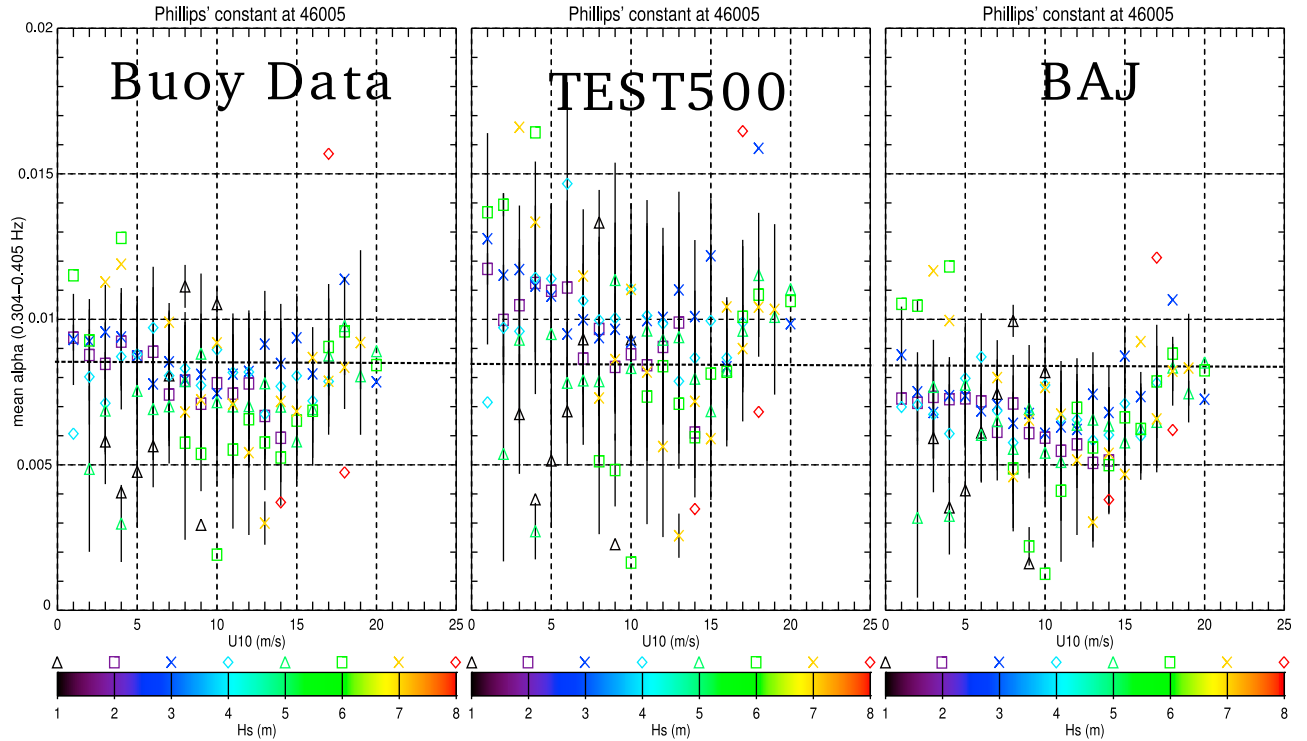 Phillips' constant at 46005 Phillips' constant at 46005 Phillips' constant at 46005
0.02
Buoy Data TEST500 BAJ
0.015
0.01
0.005
0
mean alpha (0.304–0.405 Hz)
0 5 10 15 20 25 0 5 10 15 20 25 0 5 10 15 20 25
U10 (m/s) U10 (m/s) U10 (m/s)
1 2 3 4 5 6 7 8 1 2 3 4 5 6 7 8 1 2 3 4 5 6 7 8
Hs (m) Hs (m) Hs (m)